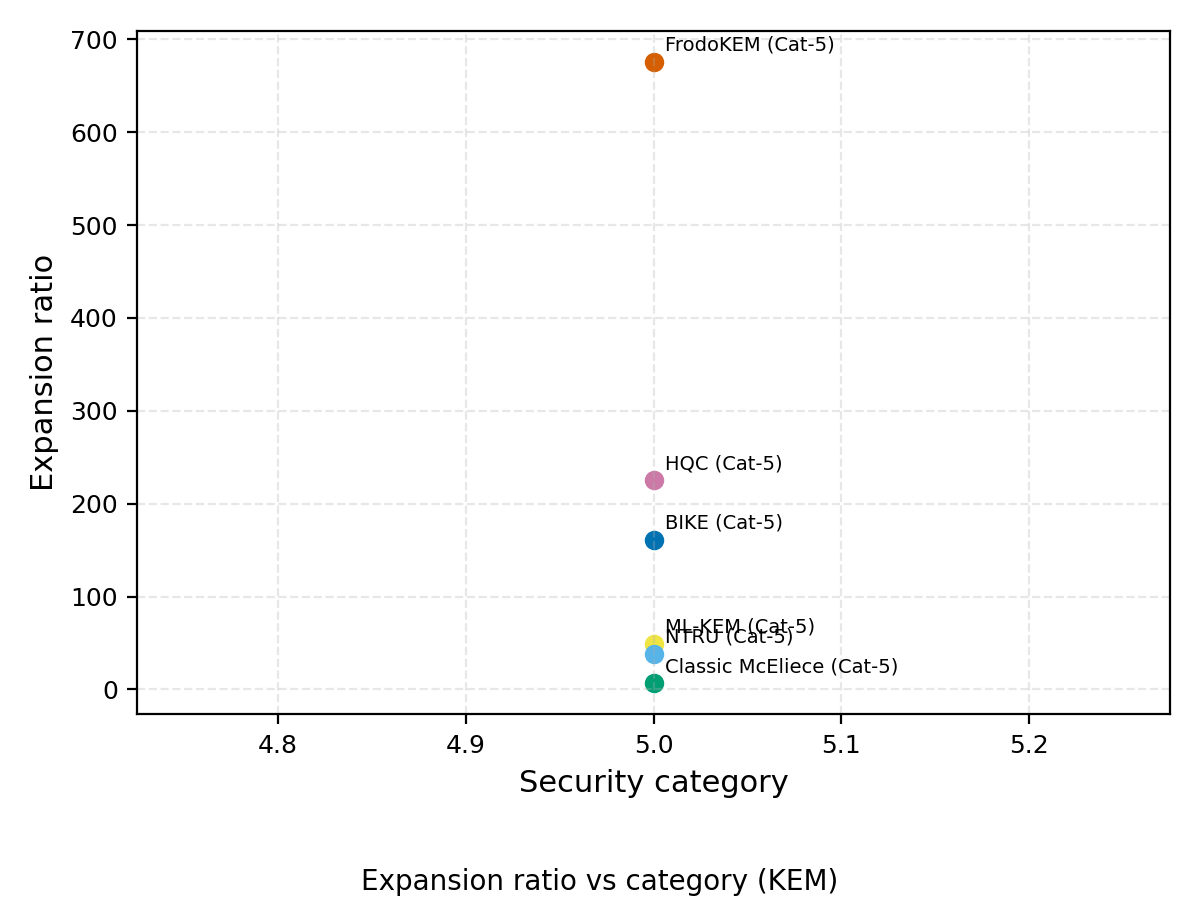 700
FrodoKEM (Cat-5)
600
500
400
300
HQC (Cat-5)
200
BIKE (Cat-5)
100
ML-KEM (Cat-5)
NTRU (Cat-5)
Classic McEliece (Cat-5)
0
Expansion ratio
4.8 4.9 5.0 5.1 5.2
Security category
Expansion ratio vs category (KEM)